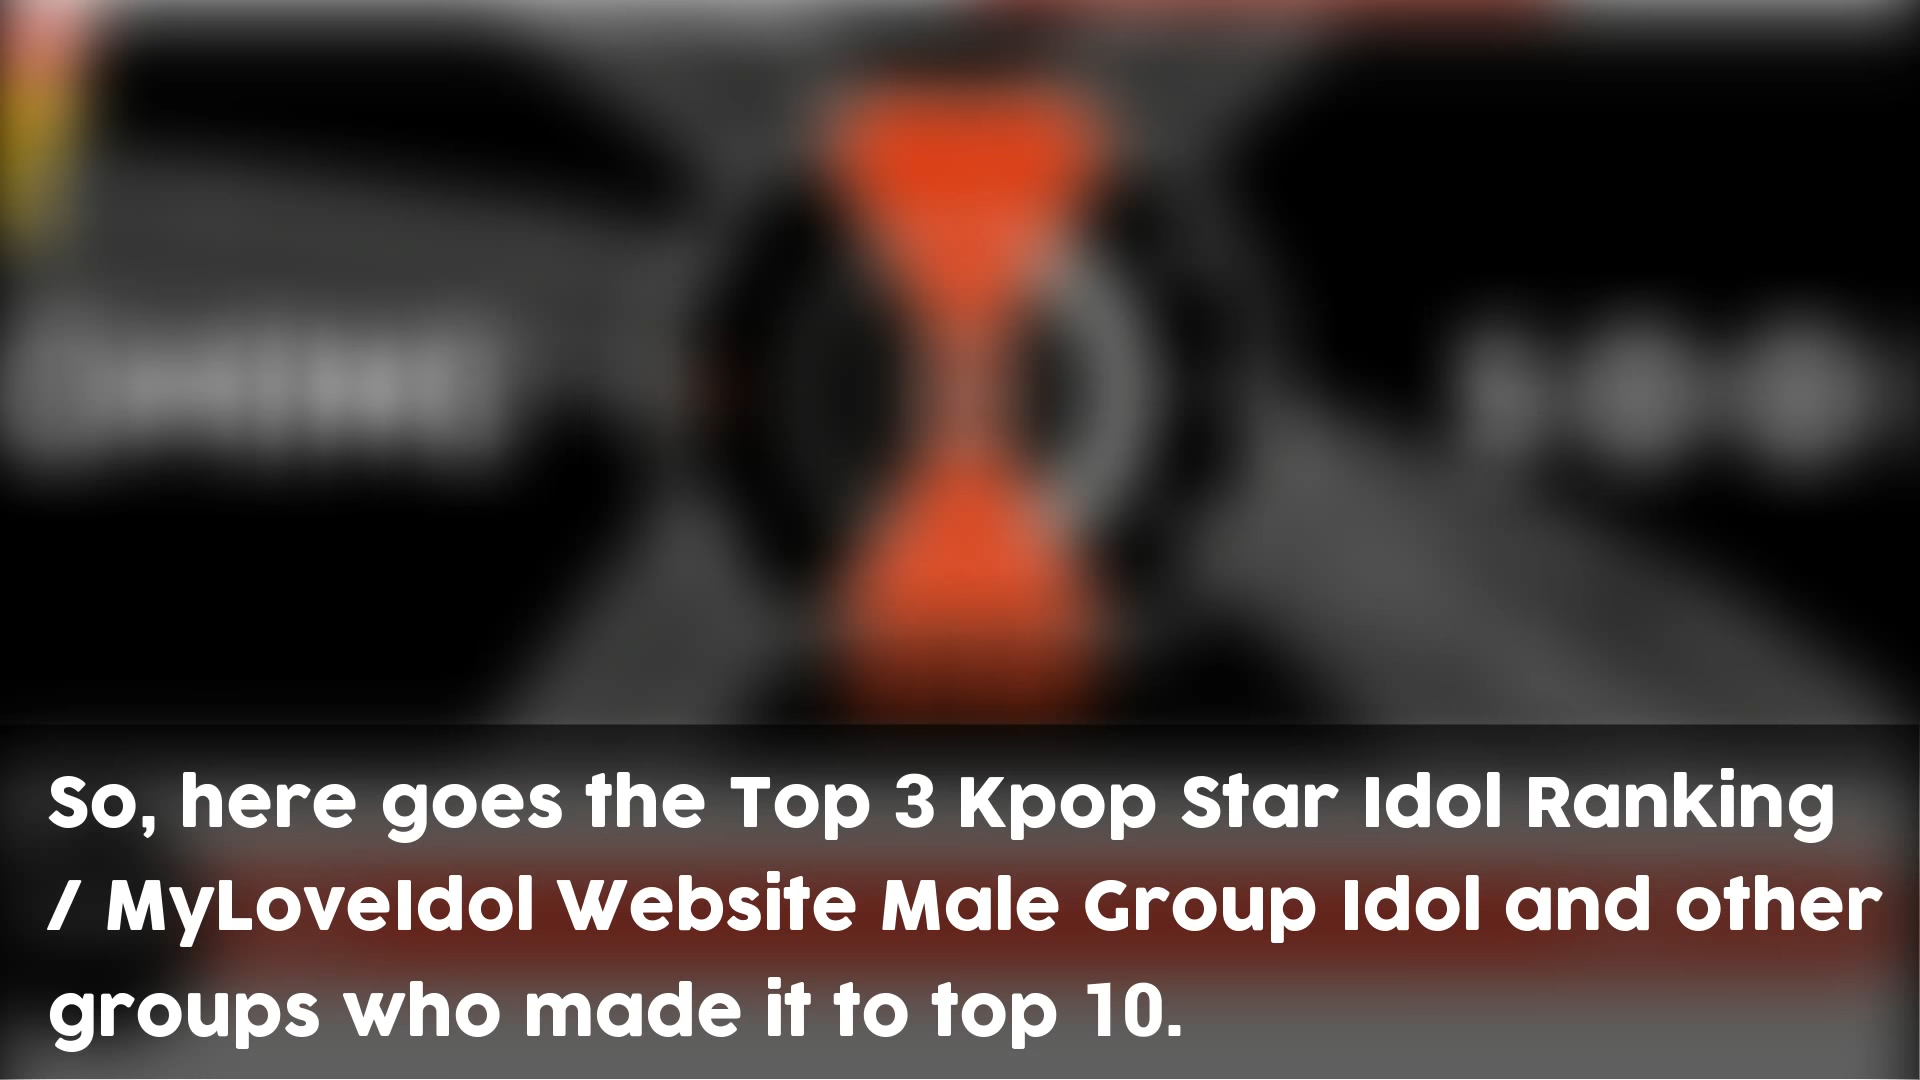 So, here goes the Top 3 Kpop Star Idol Ranking
/ MyLoveIdol Website Male Group Idol and other
groups who made it to top 10.